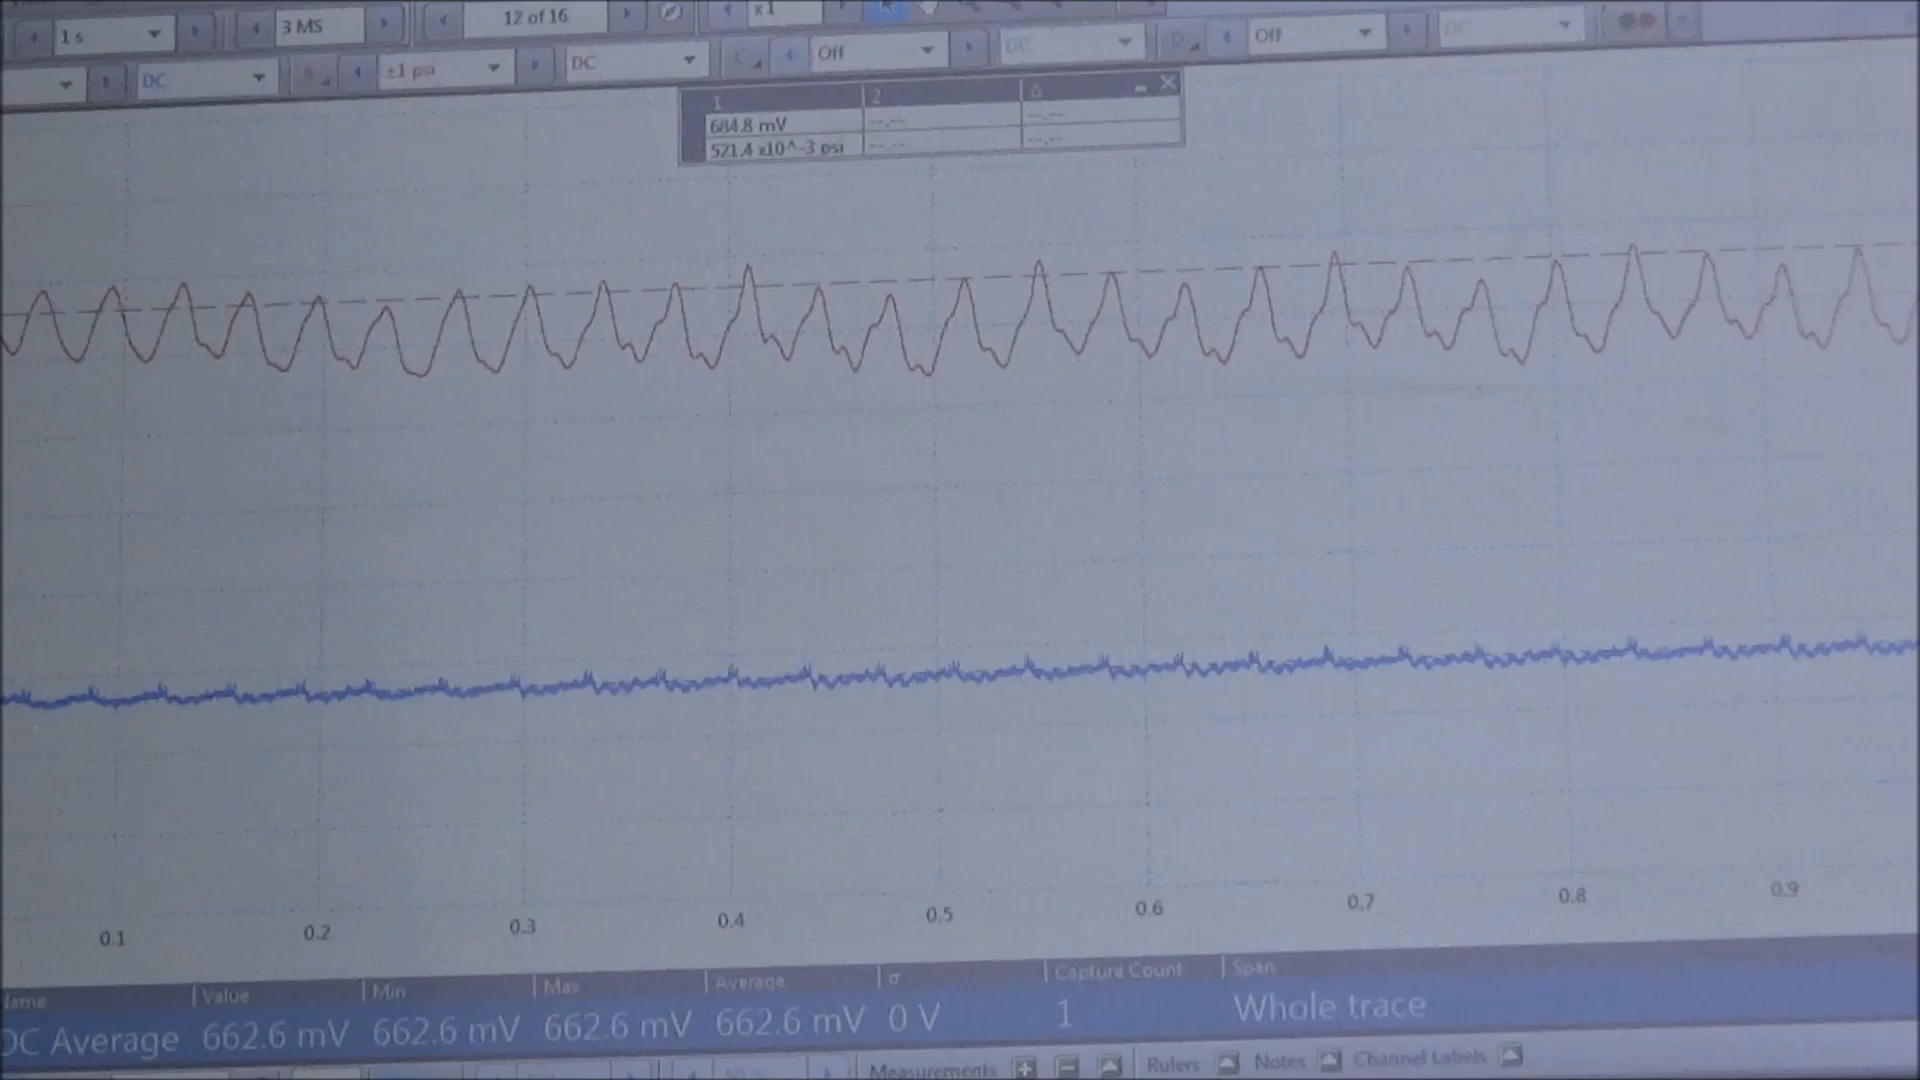 1 s 3 MS 12 of 16 x1
DC ±1 psi DC Off DC Off DC
1 2 Δ
684.8 mV --.-- --.--
521.4 x10^-3 psi --.-- --.--
0.1 0.2 0.3 0.4 0.5 0.6 0.7 0.8 0.9
Value Min Max Average σ Capture Count Span
DC Average 662.6 mV 662.6 mV 662.6 mV 662.6 mV 0 V 1 Whole trace
Measurements Rulers Notes Channel Labels